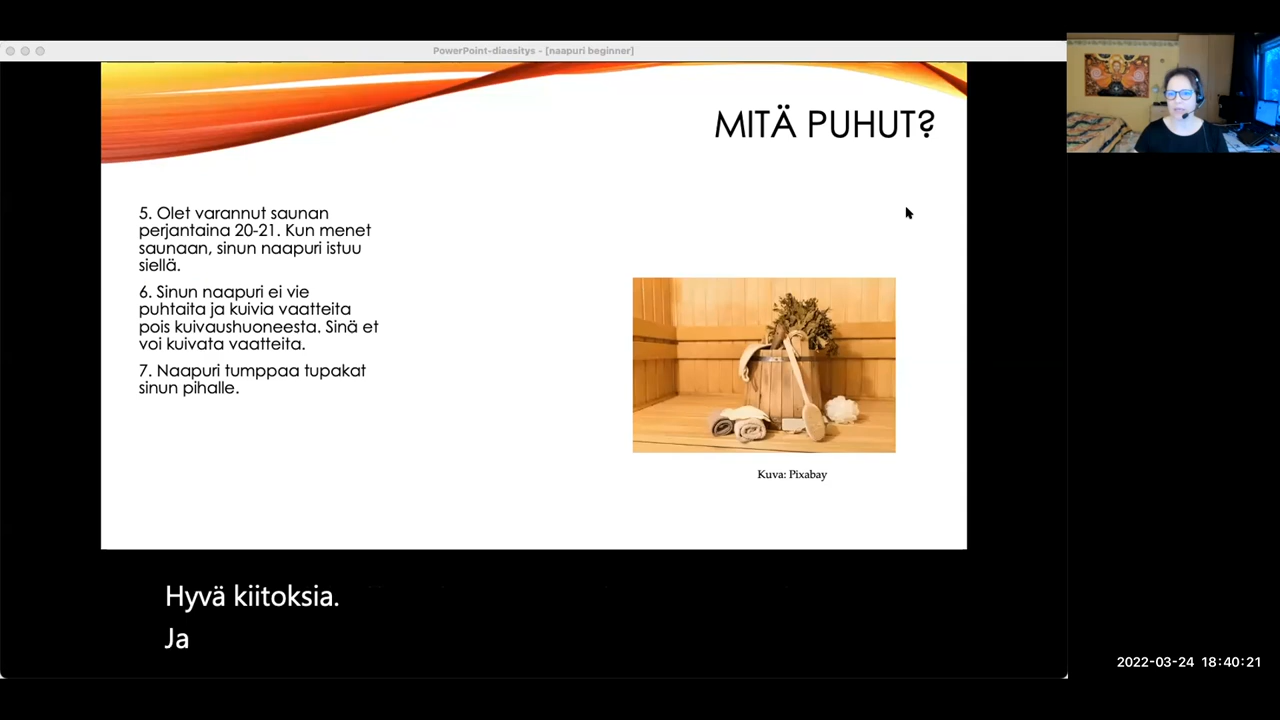 PowerPoint-diaesitys - [naapuri beginner]
MITÄ PUHUT?
5. Olet varannut saunan
perjantaina 20-21. Kun menet
saunaan, sinun naapuri istuu
siellä.
6. Sinun naapuri ei vie
puhtaita ja kuivia vaatteita
pois kuivaushuoneesta. Sinä et
voi kuivata vaatteita.
7. Naapuri tumppaa tupakat
sinun pihalle.
Kuva: Pixabay
Hyvä kiitoksia.
Ja
2022-03-24 18:40:21